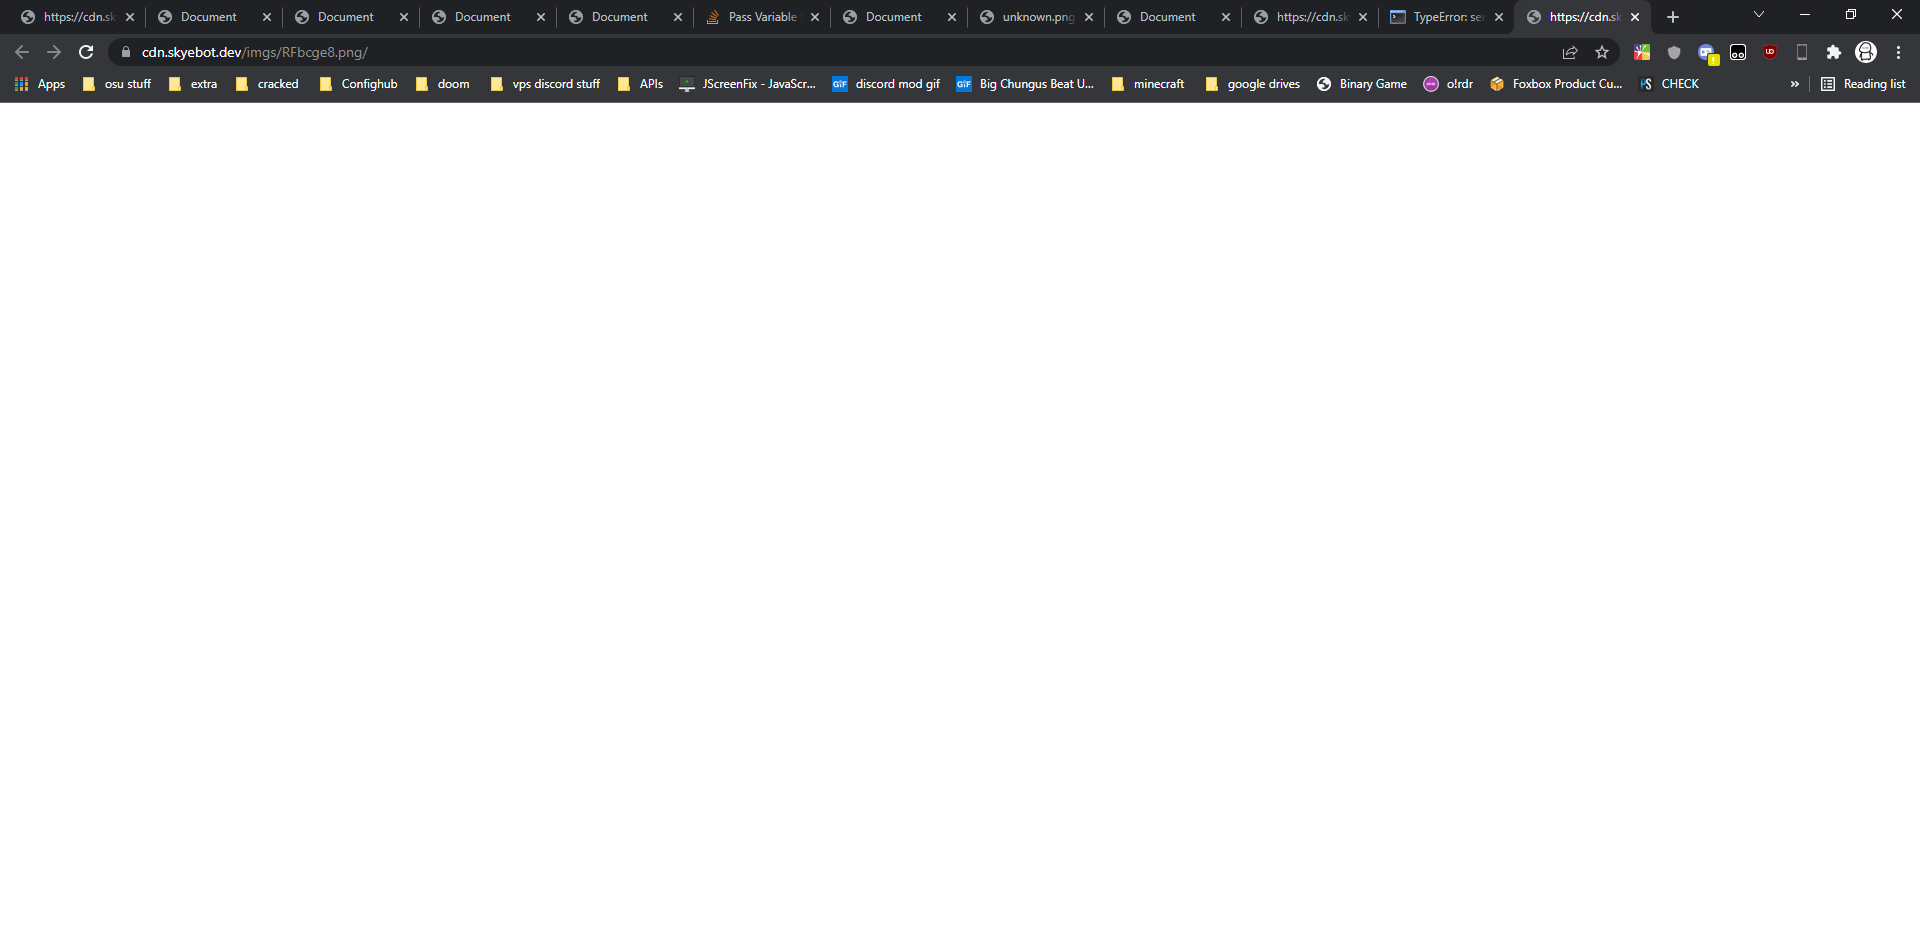 https://cdn.sk Document Document Document Document Pass Variable Document unknown.png Document https://cdn.sk TypeError: ser https://cdn.sk
cdn.skyebot.dev/imgs/RFbcge8.png/
Apps osu stuff extra cracked Confighub doom vps discord stuff APIs JScreenFix - JavaScr... GIF discord mod gif GIF Big Chungus Beat U... minecraft google drives Binary Game o!rdr Foxbox Product Cu... CHECK » Reading list